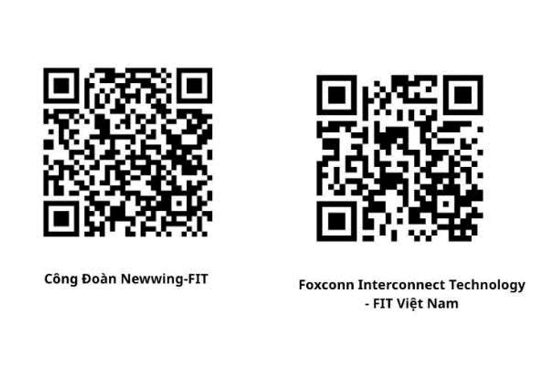 Công Đoàn Newwing-FIT
Foxconn Interconnect Technology
- FIT Việt Nam